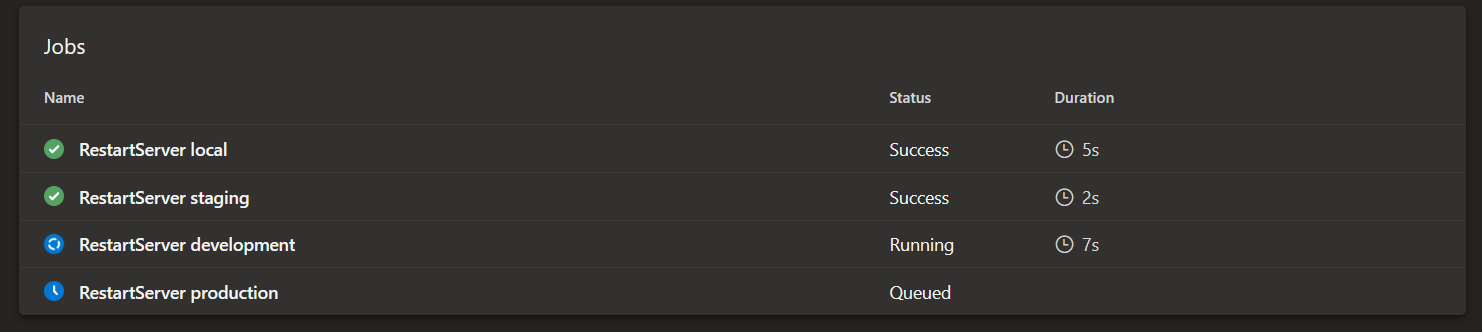 Jobs
Name Status Duration
RestartServer local Success 5s
RestartServer staging Success 2s
RestartServer development Running 7s
RestartServer production Queued